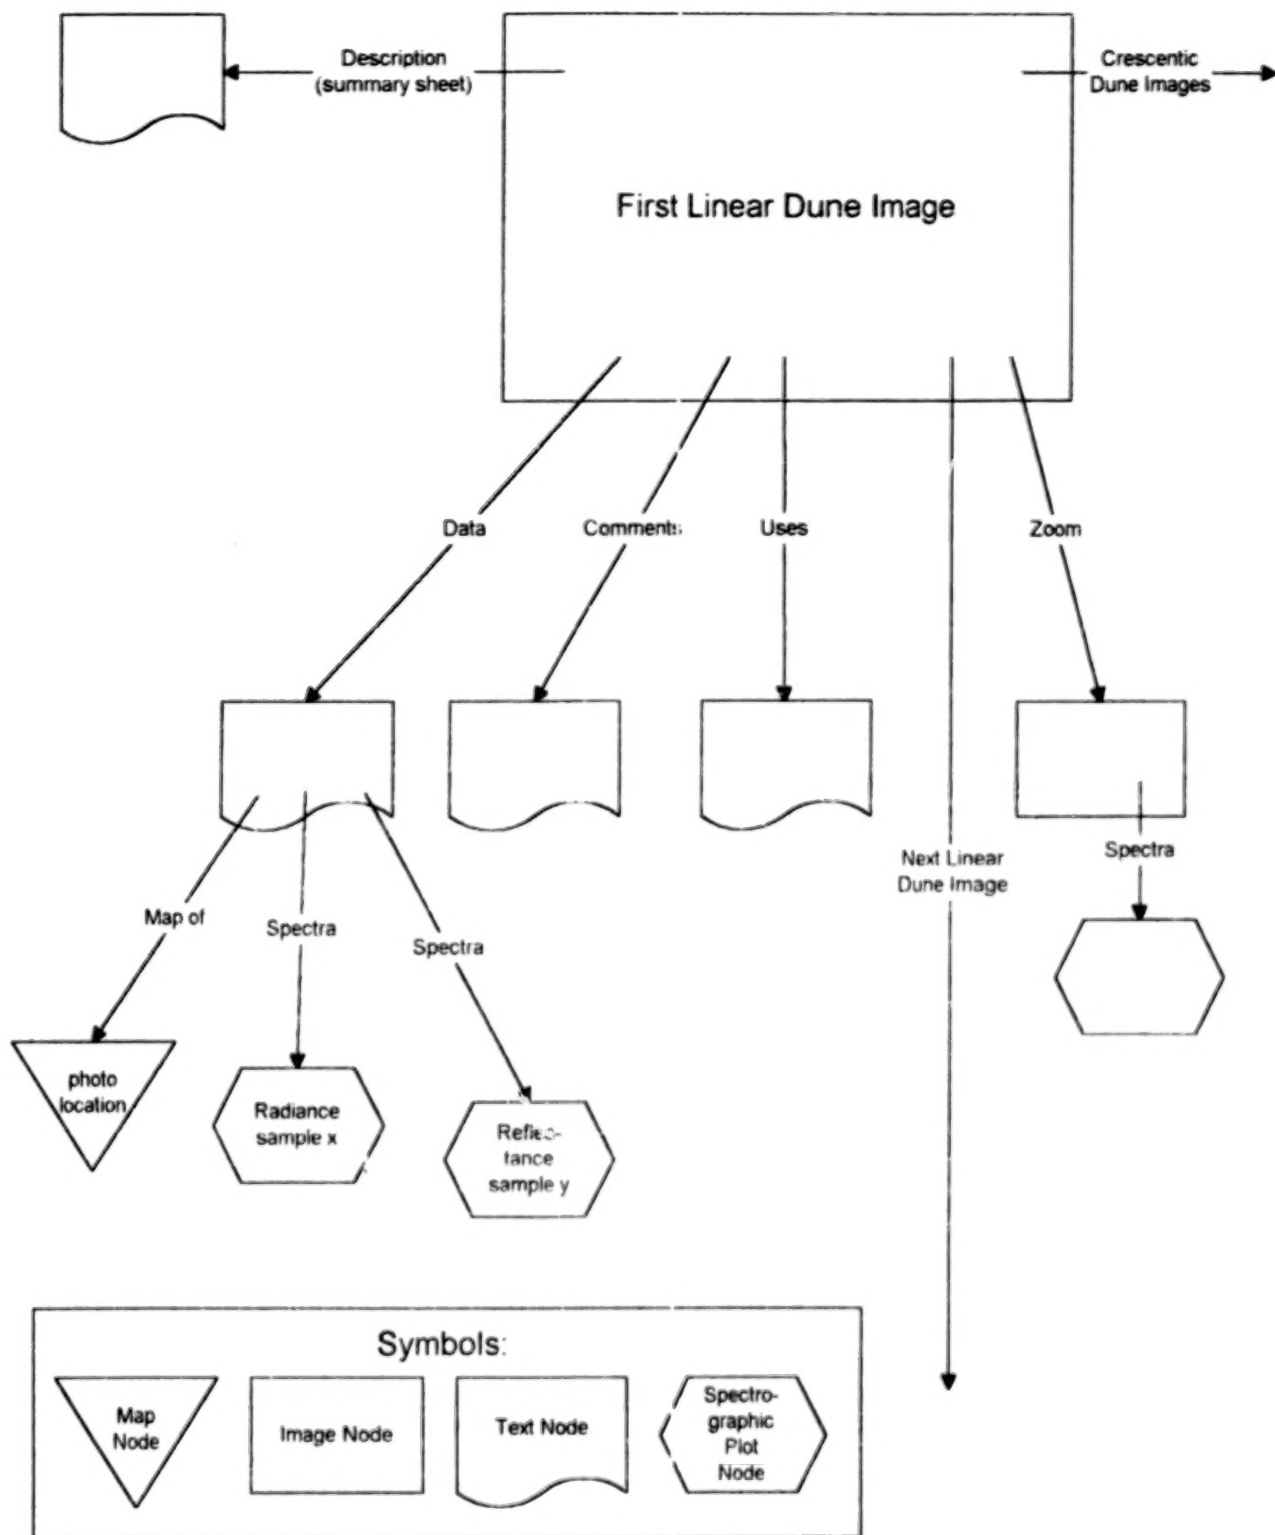 Description
(summary sheet)
Crescentic
Dune Images
First Linear Dune Image
Data
Comments
Uses
Zoom
Next Linear
Dune Image
Spectra
Map of
Spectra
Spectra
photo
location
Radiance
sample x
Reflec-
tance
sample y
Symbols:
Map
Node
Image Node
Text Node
Spectro-
graphic
Plot
Node